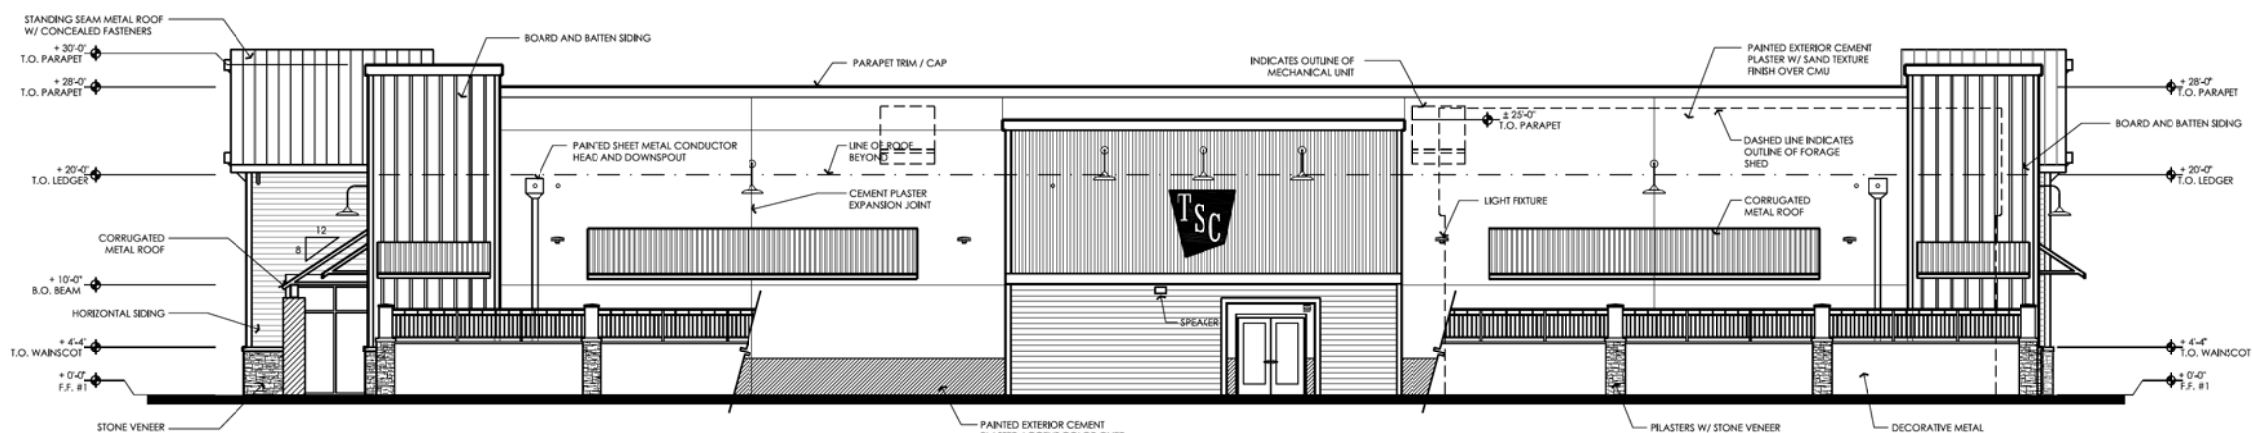 STANDING SEAM METAL ROOF
W/ CONCEALED FASTENERS
+ 30'-0"
T.O. PARAPET
+ 28'-0"
T.O. PARAPET
+ 20'-0"
T.O. LEDGER
CORRUGATED
METAL ROOF
+ 10'-0"
B.O. BEAM
HORIZONTAL SIDING
+ 4'-4"
T.O. WAINSCOT
+ 0'-0"
F.F. #1
STONE VENEER
12
8
BOARD AND BATTEN SIDING
PAINTED SHEET METAL CONDUCTOR
HEAD AND DOWNSPOUT
PARAPET TRIM / CAP
LINE OF ROOF
BEYOND
CEMENT PLASTER
EXPANSION JOINT
TSC
SPEAKER
PAINTED EXTERIOR CEMENT
INDICATES OUTLINE OF
MECHANICAL UNIT
± 25'-0"
T.O. PARAPET
LIGHT FIXTURE
PAINTED EXTERIOR CEMENT
PLASTER W/ SAND TEXTURE
FINISH OVER CMU
DASHED LINE INDICATES
OUTLINE OF FORAGE
SHED
CORRUGATED
METAL ROOF
PILASTERS W/ STONE VENEER
DECORATIVE METAL
+ 28'-0"
T.O. PARAPET
BOARD AND BATTEN SIDING
+ 20'-0"
T.O. LEDGER
+ 4'-4"
T.O. WAINSCOT
+ 0'-0"
F.F. #1